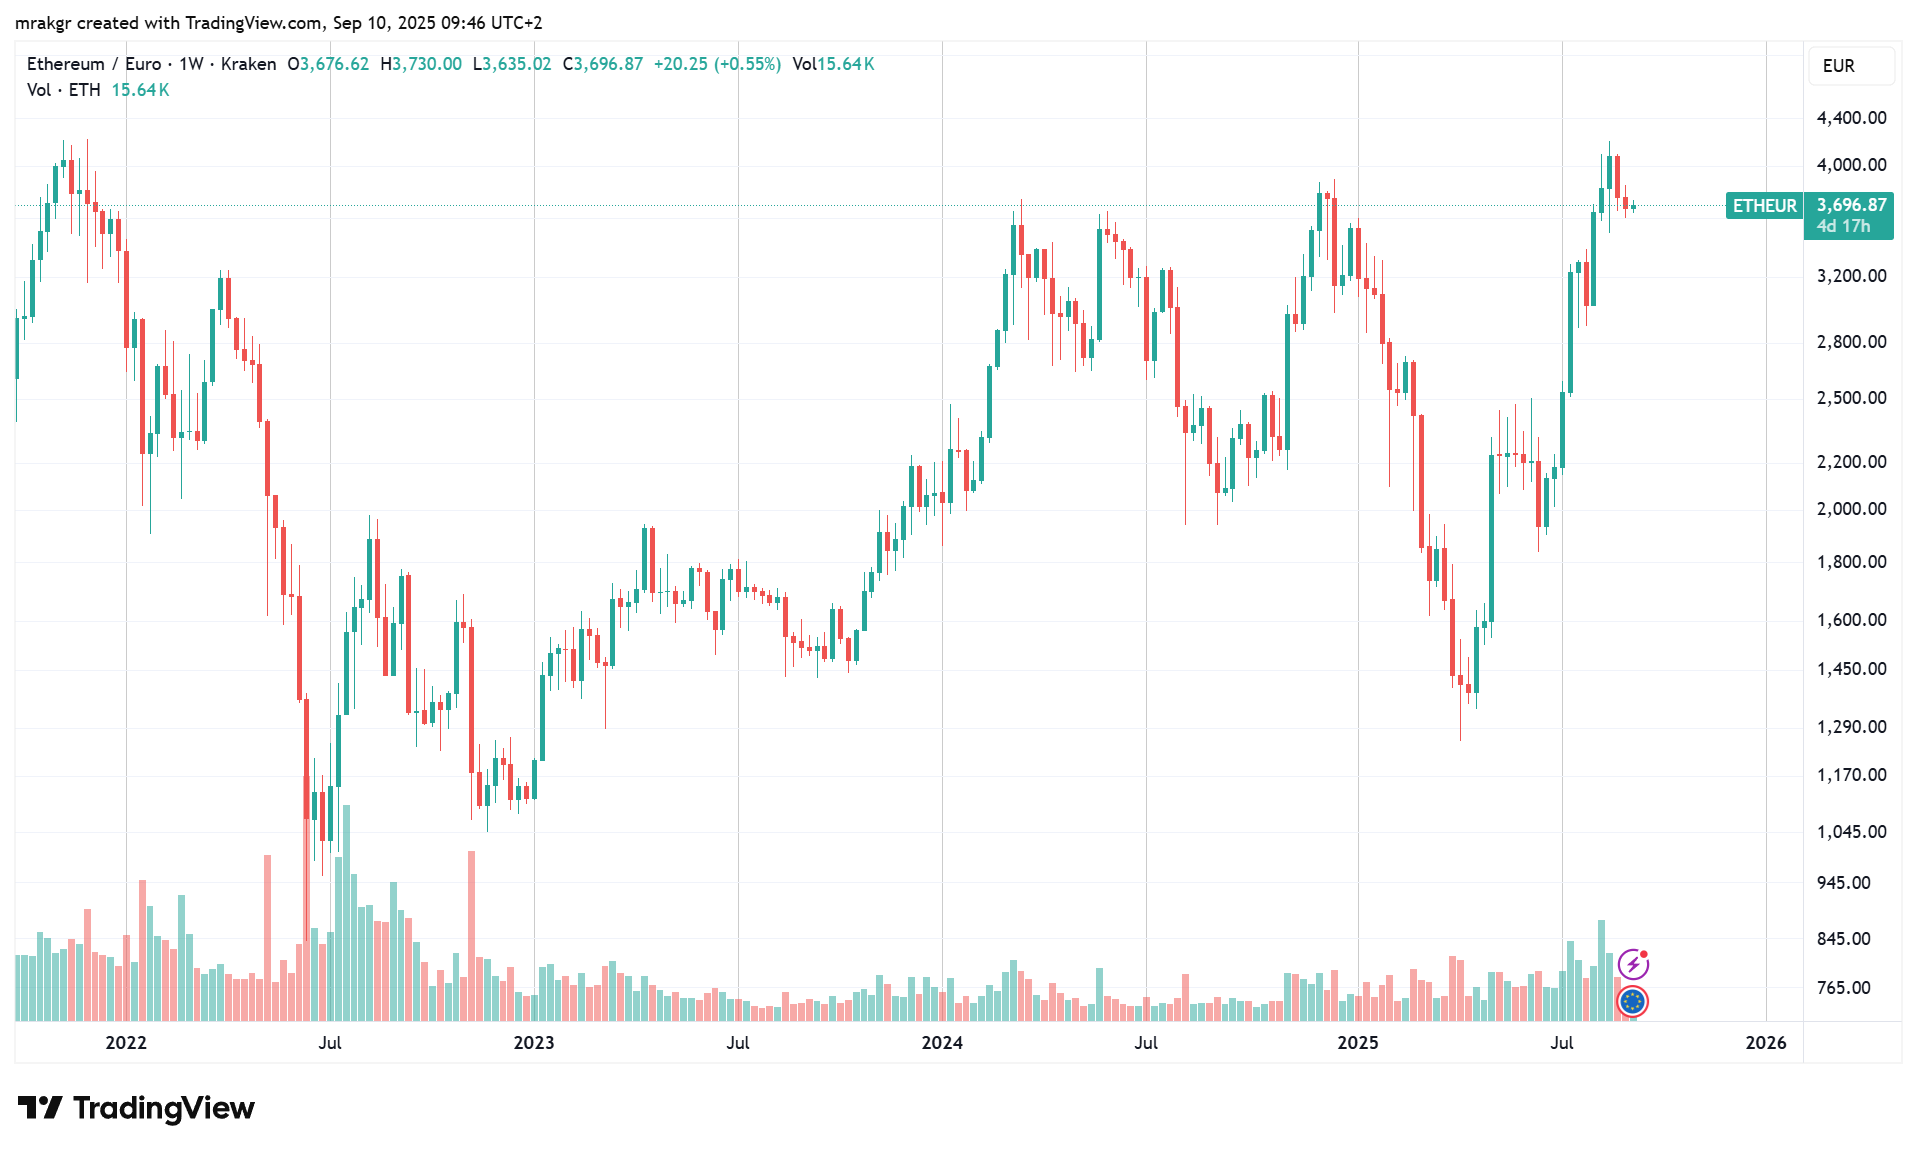 mrakgr created with TradingView.com, Sep 10, 2025 09:46 UTC+2
Ethereum / Euro · 1W · Kraken O3,676.62 H3,730.00 L3,635.02 C3,696.87 +20.25 (+0.55%) Vol15.64K
Vol · ETH 15.64K
EUR
4,400.00
4,000.00
ETHEUR 3,696.87
4d 17h
3,200.00
2,800.00
2,500.00
2,200.00
2,000.00
1,800.00
1,600.00
1,450.00
1,290.00
1,170.00
1,045.00
945.00
845.00
765.00
2022 Jul 2023 Jul 2024 Jul 2025 Jul 2026
TradingView